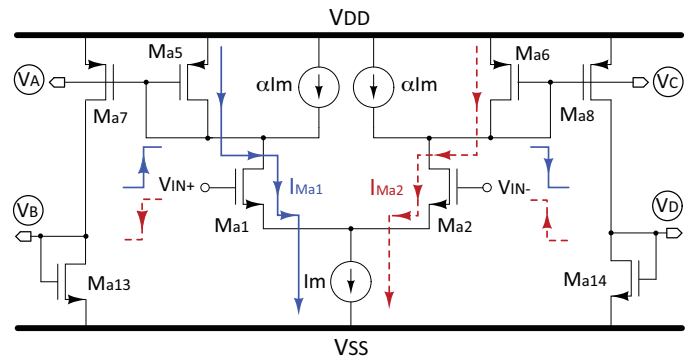 VDD
Ma5
Ma6
VA
αIm
αIm
VC
Ma7
Ma8
VIN+
IMa1
IMa2
VIN-
VB
Ma1
Ma2
VD
Ma13
Im
Ma14
VSS